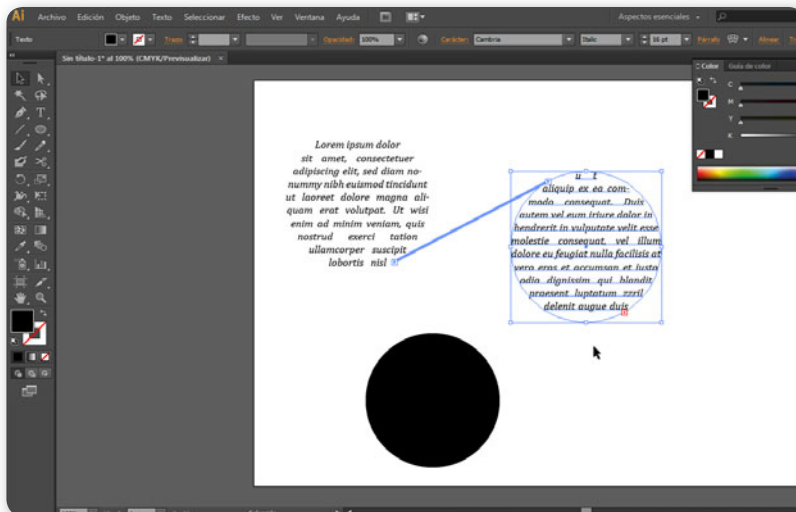 Ai Archivo Edición Objeto Texto Seleccionar Efecto Ver Ventana Ayuda Aspectos esenciales
Texto Trazo Opacidad: 100% Carácter: Cambria Italic 16 pt Párrafo Alinear
Sin título-1* al 100% (CMYK/Previsualizar) ×
Color Guía de color
C
M
Y
K
Lorem ipsum dolor
sit amet, consectetuer
adipiscing elit, sed diam no-
nummy nibh euismod tincidunt
ut laoreet dolore magna ali-
quam erat volutpat. Ut wisi
enim ad minim veniam, quis
nostrud exerci tation
ullamcorper suscipit
lobortis nisl
u t
aliquip ex ea com-
modo consequat. Duis
autem vel eum iriure dolor in
hendrerit in vulputate velit esse
molestie consequat, vel illum
dolore eu feugiat nulla facilisis at
vero eros et accumsan et iusto
odio dignissim qui blandit
praesent luptatum zzril
delenit augue duis